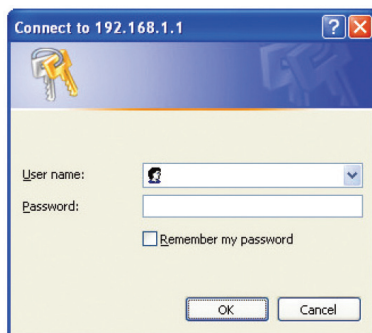 Connect to 192.168.1.1
User name:
Password:
Remember my password
OK
Cancel